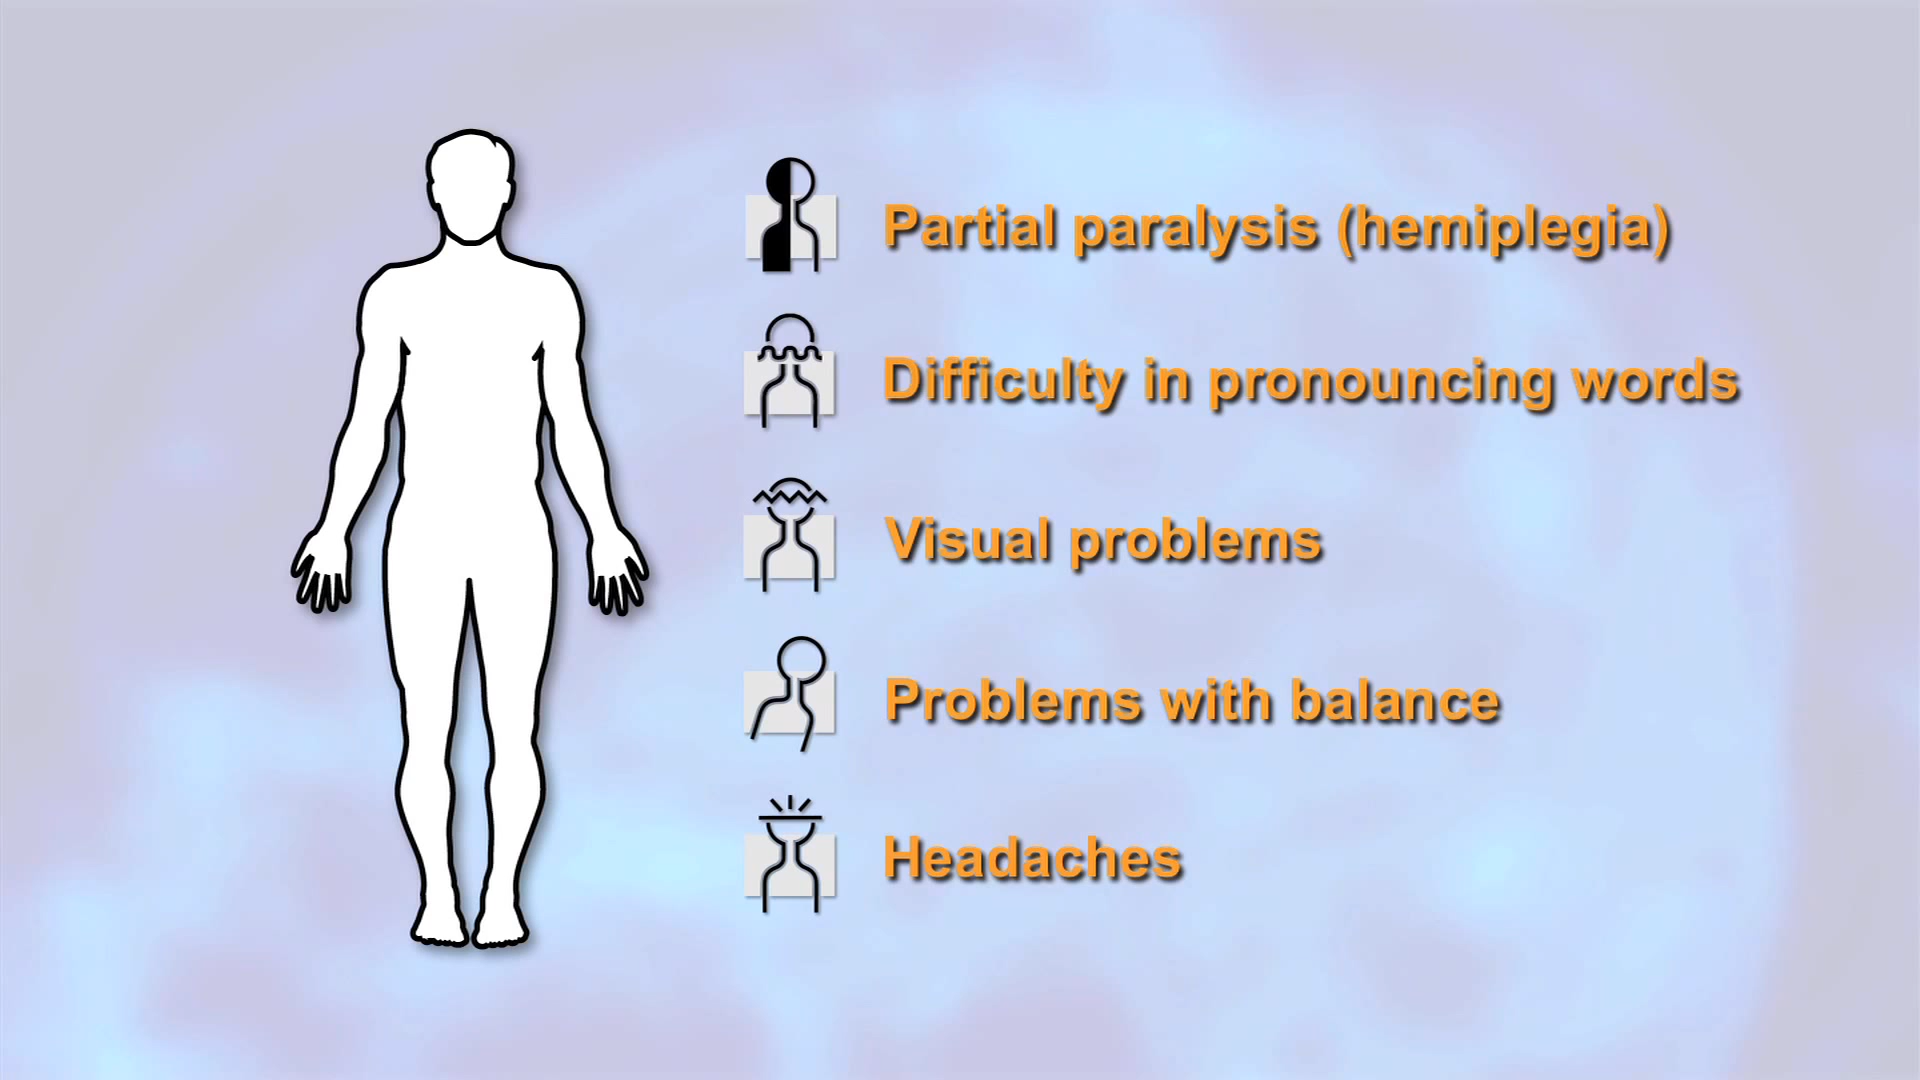 Partial paralysis (hemiplegia)
Difficulty in pronouncing words
Visual problems
Problems with balance
Headaches